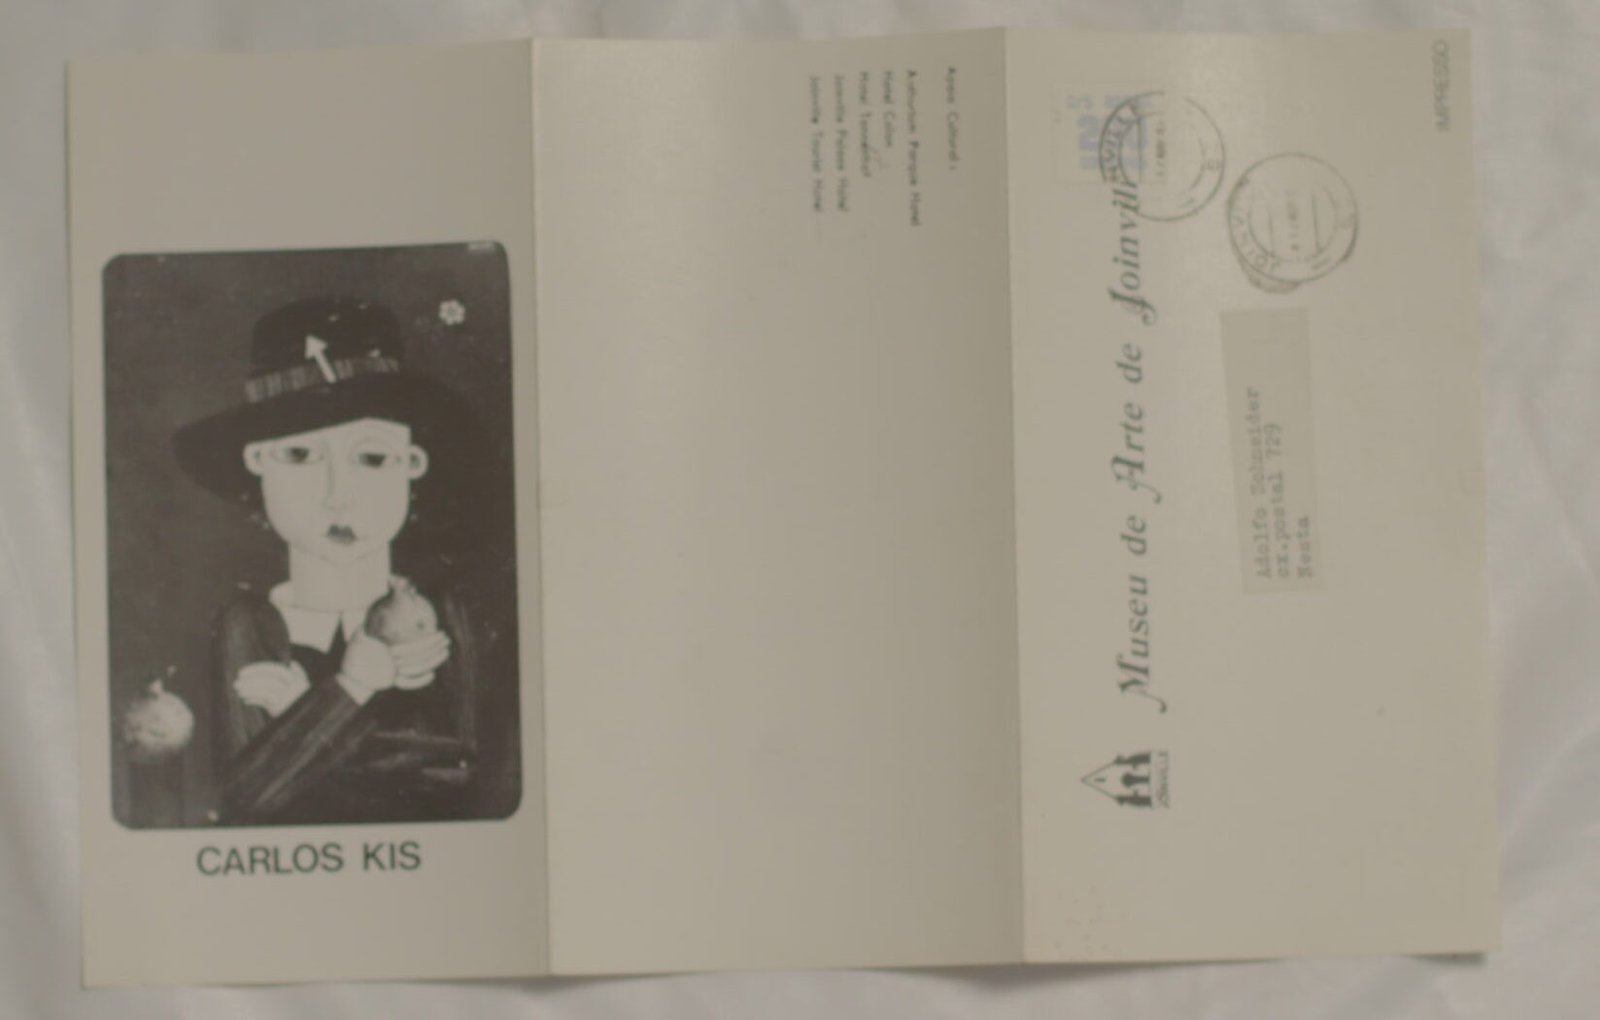 CARLOS KIS
Apoio Cultural:
Anthurium Parque Hotel
Hotel Colon
Hotel Tannenhof
Joinville Palace Hotel
Joinville Tourist Hotel
IMPRESSO
Museu de Arte de Joinville
JOINVILLE
Adolfo Schneider
cx.postal 729
Nesta